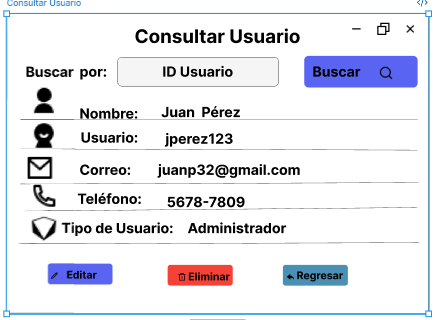 Consultar Usuario
Consultar Usuario
Buscar por: ID Usuario Buscar
Nombre: Juan Pérez
Usuario: jperez123
Correo: juanp32@gmail.com
Teléfono: 5678-7809
Tipo de Usuario: Administrador
Editar Eliminar Regresar